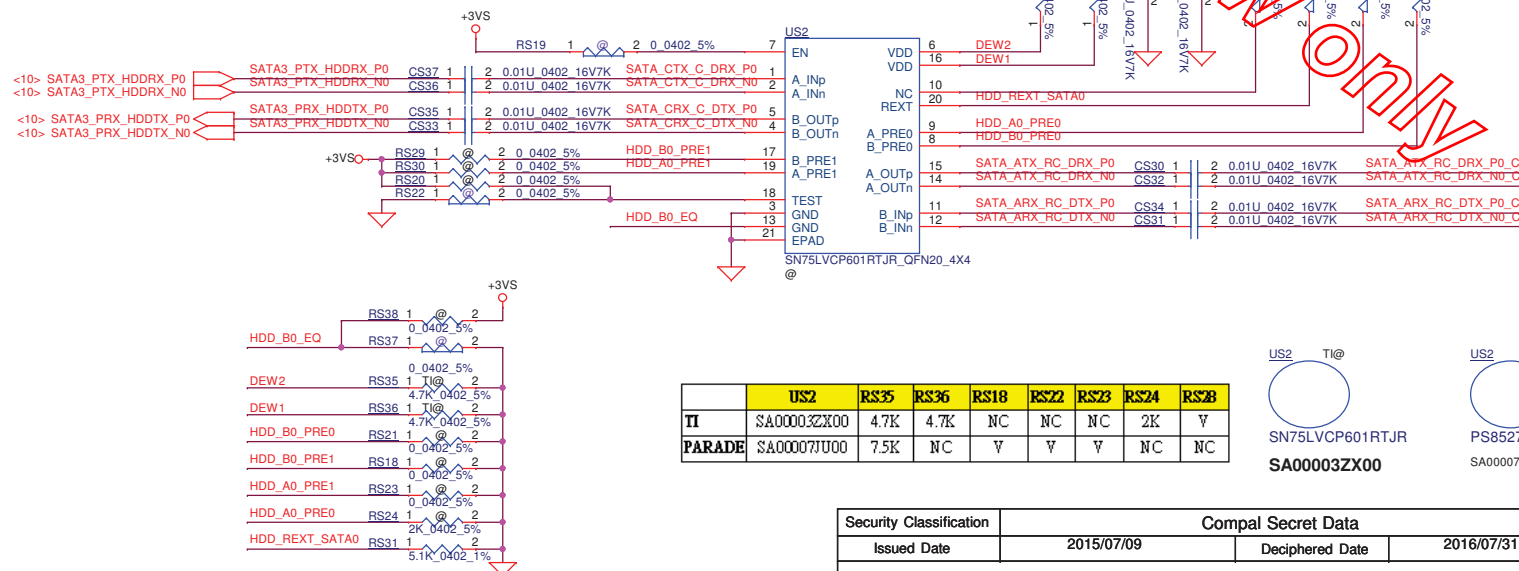 +3VS
RS19 1 @ 2 0_0402_5%
US2
7 EN
VDD 6 DEW2
VDD 16 DEW1
<10> SATA3_PTX_HDDRX_P0 SATA3_PTX_HDDRX_P0 CS37 1 2 0.01U_0402_16V7K SATA_CTX_C_DRX_P0 1 A_INp
<10> SATA3_PTX_HDDRX_N0 SATA3_PTX_HDDRX_N0 CS36 1 2 0.01U_0402_16V7K SATA_CTX_C_DRX_N0 2 A_INn
NC 10
REXT 20 HDD_REXT_SATA0
<10> SATA3_PRX_HDDTX_P0 SATA3_PRX_HDDTX_P0 CS35 1 2 0.01U_0402_16V7K SATA_CRX_C_DTX_P0 5 B_OUTp
<10> SATA3_PRX_HDDTX_N0 SATA3_PRX_HDDTX_N0 CS33 1 2 0.01U_0402_16V7K SATA_CRX_C_DTX_N0 4 B_OUTn
A_PRE0 9 HDD_A0_PRE0
B_PRE0 8 HDD_B0_PRE0
+3VS RS29 1 @ 2 0_0402_5% HDD_B0_PRE1 17 B_PRE1
RS30 1 @ 2 0_0402_5% HDD_A0_PRE1 19 A_PRE1
RS20 1 @ 2 0_0402_5%
RS22 1 @ 2 0_0402_5% 18 TEST
A_OUTp 15 SATA_ATX_RC_DRX_P0 CS30 1 2 0.01U_0402_16V7K SATA_ATX_RC_DRX_P0_C
A_OUTn 14 SATA_ATX_RC_DRX_N0 CS32 1 2 0.01U_0402_16V7K SATA_ATX_RC_DRX_N0_C
3 GND
HDD_B0_EQ 13 GND
21 EPAD
B_INp 11 SATA_ARX_RC_DTX_P0 CS34 1 2 0.01U_0402_16V7K SATA_ARX_RC_DTX_P0_C
B_INn 12 SATA_ARX_RC_DTX_N0 CS31 1 2 0.01U_0402_16V7K SATA_ARX_RC_DTX_N0_C
SN75LVCP601RTJR_QFN20_4X4
@
only
+3VS
RS38 1 @ 2
0_0402_5%
HDD_B0_EQ RS37 1 @ 2
0_0402_5%
DEW2 RS35 1 TI@ 2
4.7K_0402_5%
DEW1 RS36 1 TI@ 2
4.7K_0402_5%
HDD_B0_PRE0 RS21 1 @ 2
0_0402_5%
HDD_B0_PRE1 RS18 1 @ 2
0_0402_5%
HDD_A0_PRE1 RS23 1 @ 2
0_0402_5%
HDD_A0_PRE0 RS24 1 @ 2
2K_0402_5%
HDD_REXT_SATA0 RS31 1 2
5.1K_0402_1%
US2 RS35 RS36 RS18 RS22 RS23 RS24 RS28
TI SA00003ZX00 4.7K 4.7K NC NC NC 2K V
PARADE SA00007JU00 7.5K NC V V V NC NC
US2 TI@
SN75LVCP601RTJR
SA00003ZX00
US2
PS8527
SA00007
Security Classification Compal Secret Data
Issued Date 2015/07/09 Deciphered Date 2016/07/31